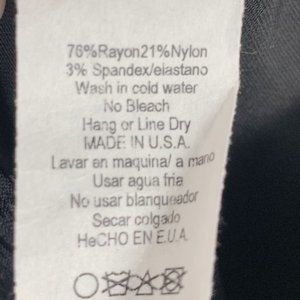 76%Rayon21%Nylon
3% Spandex/elastano
Wash in cold water
No Bleach
Hang or Line Dry
MADE IN U.S.A.
Lavar en maquina/ a mano
Usar agua fria
No usar blanqueador
Secar colgado
HeCHO EN E.U.A.